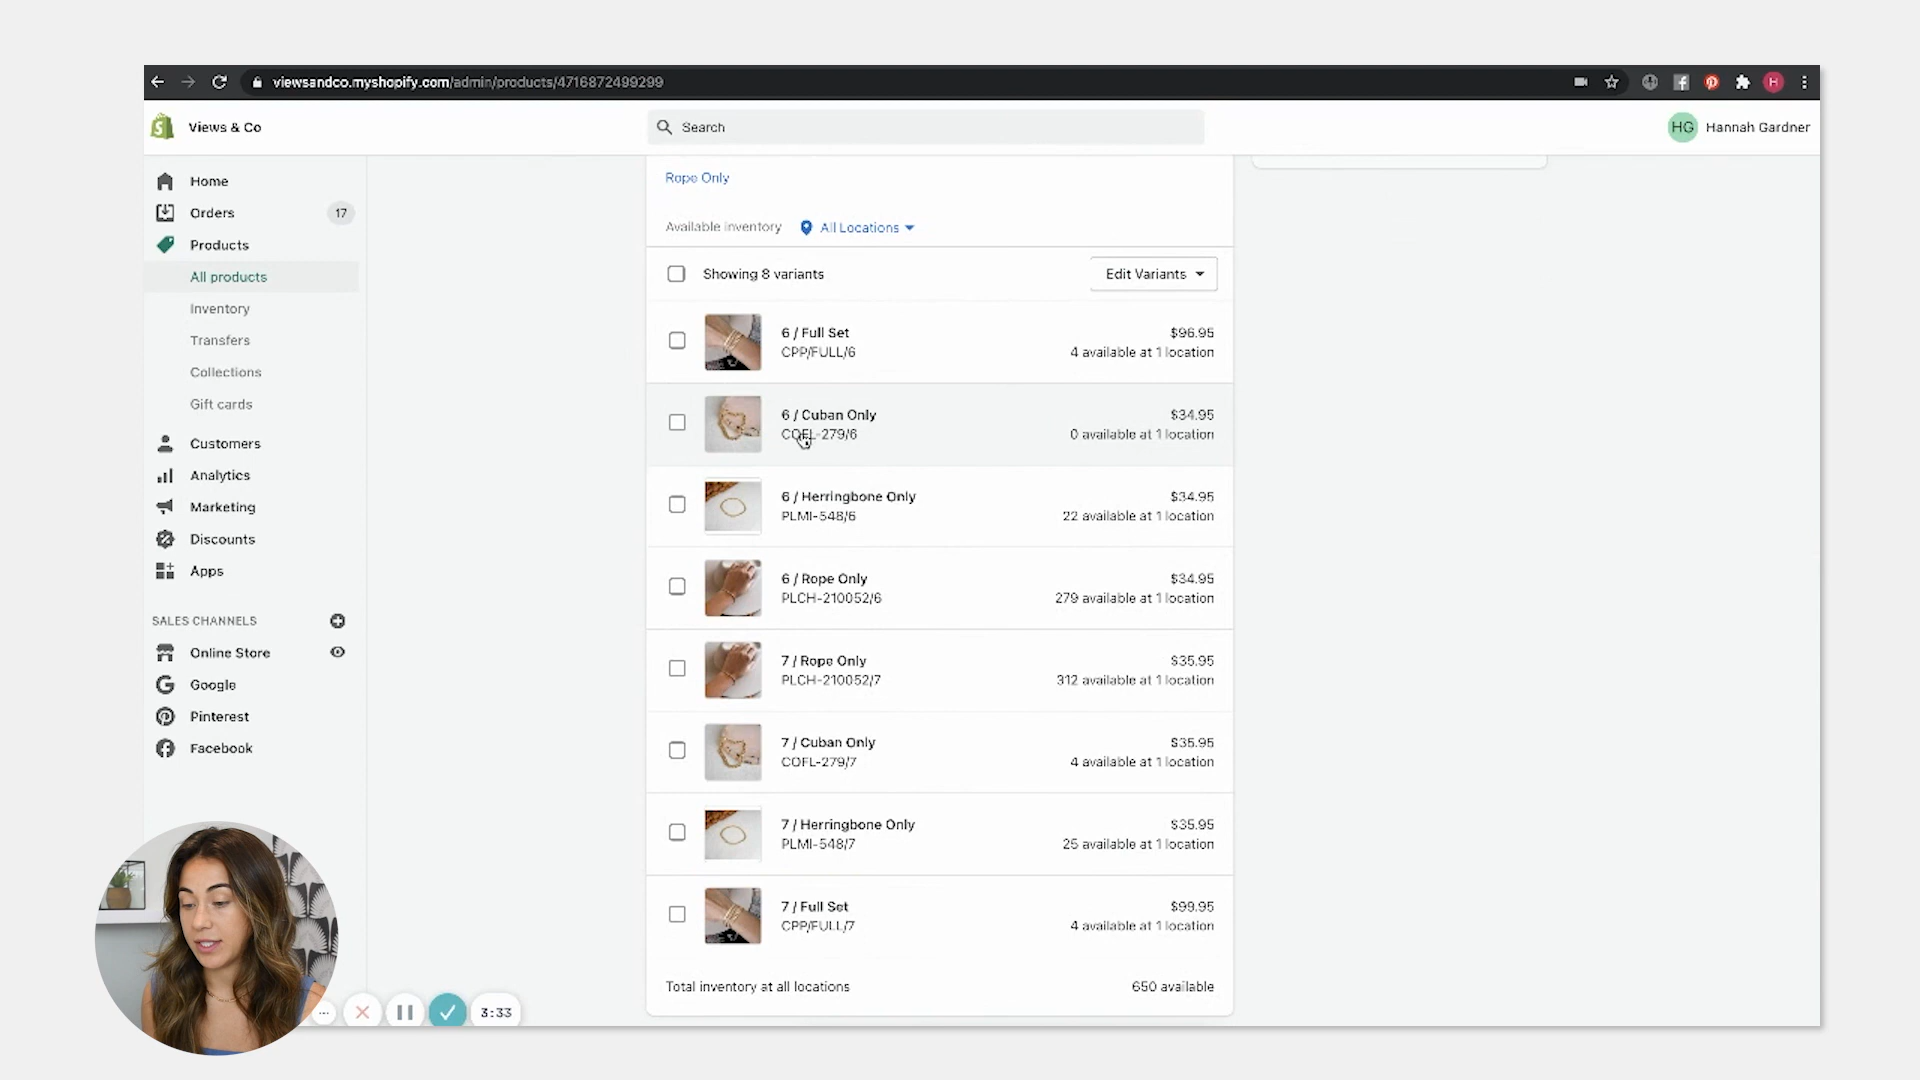 viewsandco.myshopify.com/admin/products/4716872499299
H
Views & Co
Search
HG Hannah Gardner
Home
Orders 17
Products
All products
Inventory
Transfers
Collections
Gift cards
Customers
Analytics
Marketing
Discounts
Apps
SALES CHANNELS
Online Store
Google
Pinterest
Facebook
Rope Only
Available inventory All Locations
Showing 8 variants Edit Variants
6 / Full Set $96.95
CPP/FULL/6 4 available at 1 location
6 / Cuban Only $34.95
COFL-279/6 0 available at 1 location
6 / Herringbone Only $34.95
PLMI-548/6 22 available at 1 location
6 / Rope Only $34.95
PLCH-210052/6 279 available at 1 location
7 / Rope Only $35.95
PLCH-210052/7 312 available at 1 location
7 / Cuban Only $35.95
COFL-279/7 4 available at 1 location
7 / Herringbone Only $35.95
PLMI-548/7 25 available at 1 location
7 / Full Set $99.95
CPP/FULL/7 4 available at 1 location
Total inventory at all locations 650 available
3:33